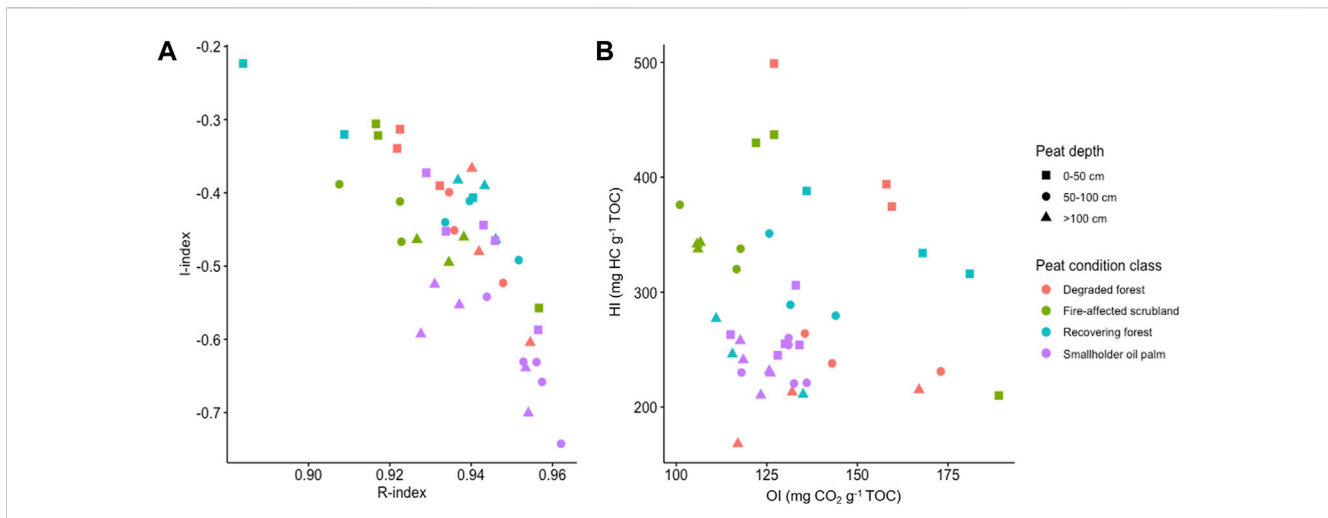 A
-0.2
-0.3
-0.4
-0.5
-0.6
-0.7
I-index
0.90 0.92 0.94 0.96
R-index
B
500
400
300
200
HI (mg HC g⁻¹ TOC)
100 125 150 175
OI (mg CO₂ g⁻¹ TOC)
Peat depth
0-50 cm
50-100 cm
>100 cm
Peat condition class
Degraded forest
Fire-affected scrubland
Recovering forest
Smallholder oil palm